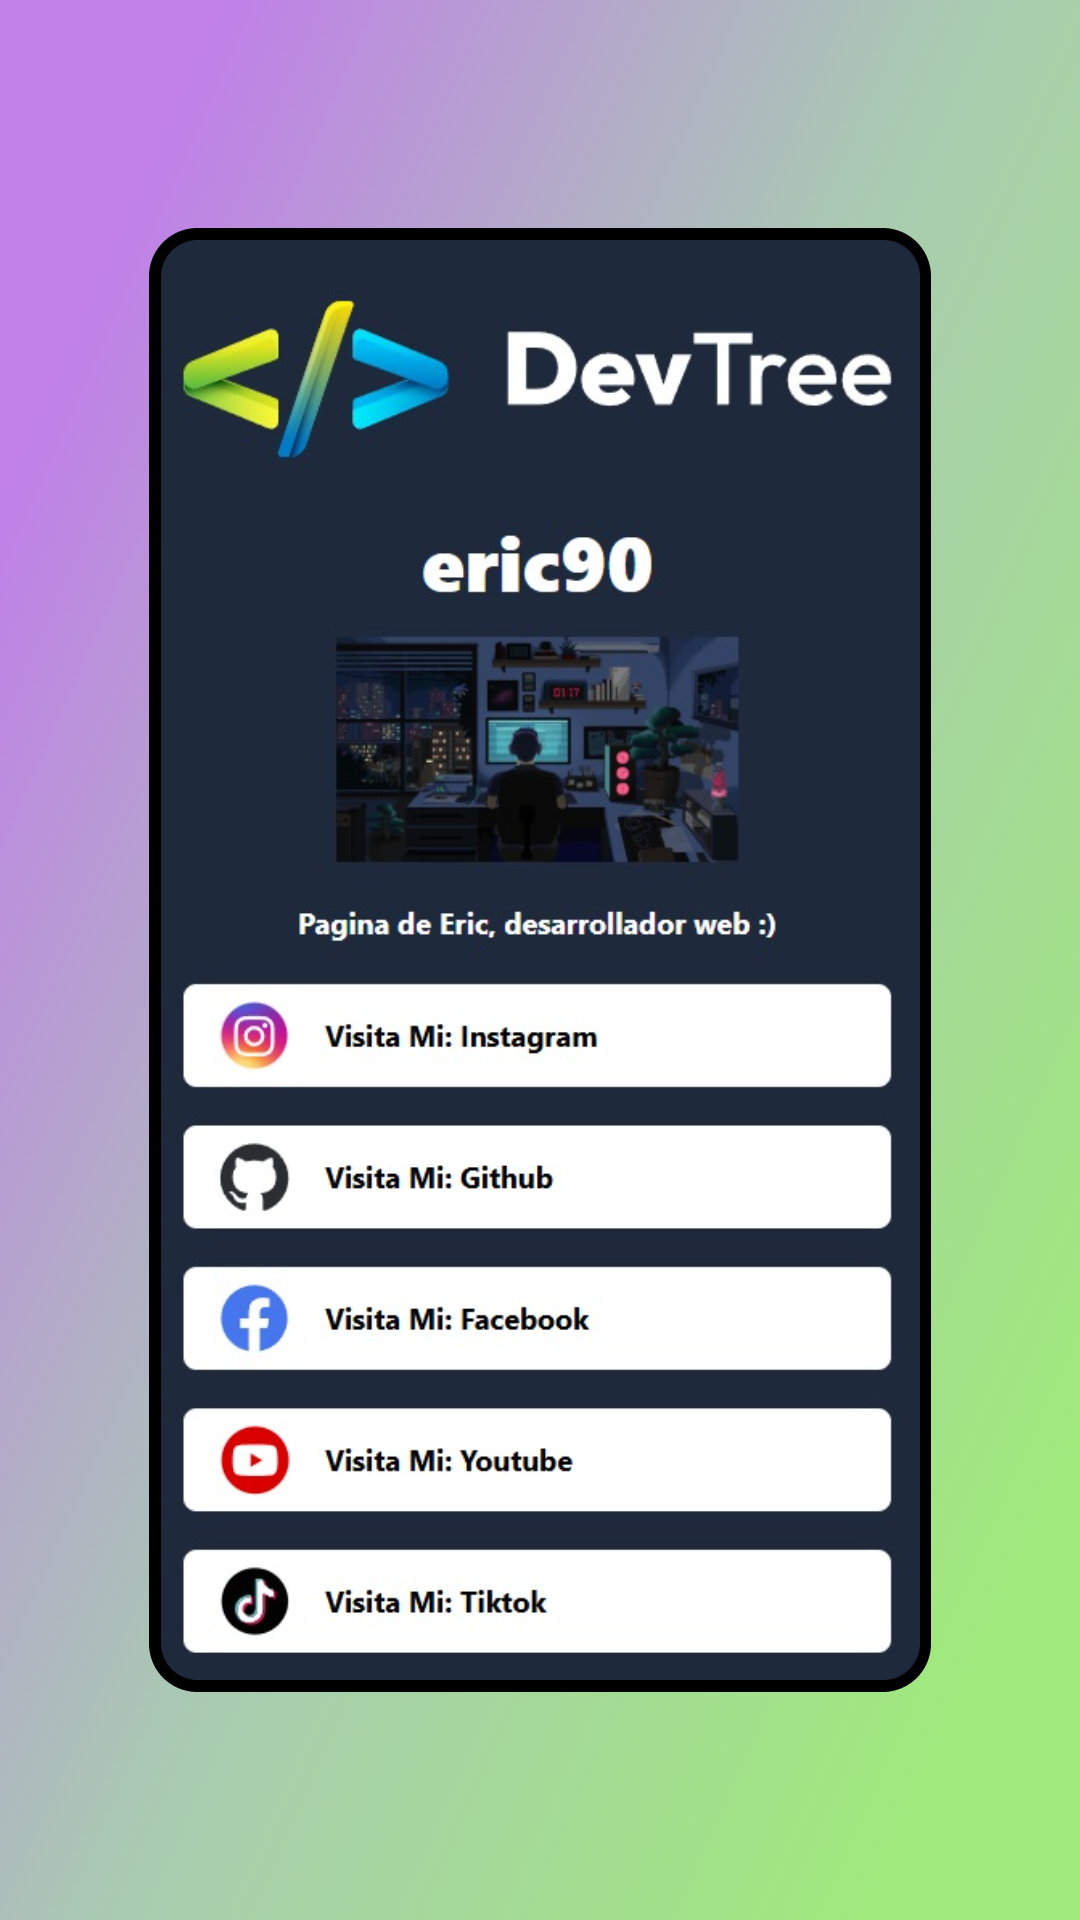 DevTree
eric90
01 17
Pagina de Eric, desarrollador web :)
Visita Mi: Instagram
Visita Mi: Github
Visita Mi: Facebook
Visita Mi: Youtube
Visita Mi: Tiktok